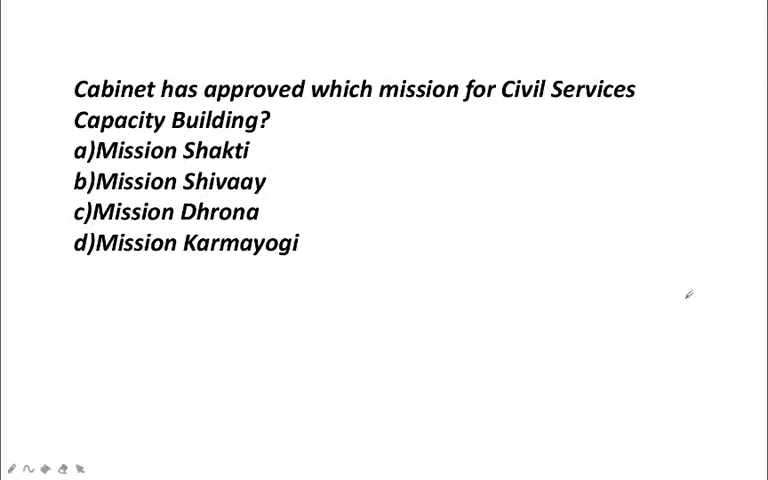 Cabinet has approved which mission for Civil Services
Capacity Building?
a)Mission Shakti
b)Mission Shivaay
c)Mission Dhrona
d)Mission Karmayogi